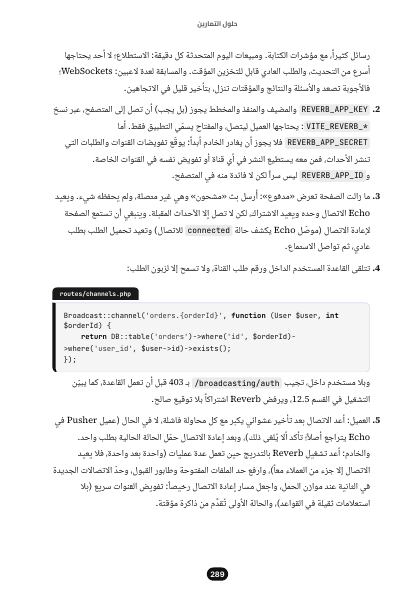 حلول التمارين
رسائل كثيراً، مع مؤشرات الكتابة. ومبيعات اليوم المتحدثة كل دقيقة: الاستطلاع؛ لا أحد يحتاجها
أسرع من التحديث، والطلب العادي قابل للتخزين المؤقت. والمسابقة لعدة لاعبين: WebSockets؛
فالأجوبة تصعد والأسئلة والنتائج والمؤقتات تنزل، بتأخير قليل في الاتجاهين.
2. REVERB_APP_KEY والمضيف والمنفذ والمخطط يجوز (بل يجب) أن تصل إلى المتصفح، عبر نسخ
VITE_REVERB_*: يحتاجها العميل ليتصل، والمفتاح يسمّي التطبيق فقط. أما
REVERB_APP_SECRET فلا يجوز أن يغادر الخادم أبداً: يوقّع تفويضات القنوات والطلبات التي
تنشر الأحداث، فمن معه يستطيع النشر في أي قناة أو تفويض نفسه في القنوات الخاصة.
وREVERB_APP_ID ليس سراً لكن لا فائدة منه في المتصفح.
3. ما زالت الصفحة تعرض «مدفوع»: أُرسل بث «مشحون» وهي غير متصلة، ولم يحفظه شيء. ويعيد
Echo الاتصال وحده ويعيد الاشتراك، لكن لا تصل إلا الأحداث المقبلة. وينبغي أن تستمع الصفحة
لإعادة الاتصال (موصّل Echo يكشف حالة connected للاتصال) وتعيد تحميل الطلب بطلب
عادي، ثم تواصل الاستماع.
4. تتلقى القاعدة المستخدم الداخل ورقم طلب القناة، ولا تسمح إلا لزبون الطلب:
routes/channels.php
Broadcast::channel('orders.{orderId}', function (User $user, int
$orderId) {
    return DB::table('orders')->where('id', $orderId)-
>where('user_id', $user->id)->exists();
});
وبلا مستخدم داخل، تجيب /broadcasting/auth بـ 403 قبل أن تعمل القاعدة، كما يبيّن
التشغيل في القسم 12.5، ويرفض Reverb اشتراكاً بلا توقيع صالح.
5. العميل: أعد الاتصال بعد تأخير عشوائي يكبر مع كل محاولة فاشلة، لا في الحال (عميل Pusher في
Echo يتراجع أصلاً؛ تأكد ألا يُلغى ذلك)، وبعد إعادة الاتصال حمّل الحالة الحالية بطلب واحد.
والخادم: أعد تشغيل Reverb بالتدريج حين تعمل عدة عمليات (واحدة بعد واحدة، فلا يعيد
الاتصال إلا جزء من العملاء معاً)، وارفع حد الملفات المفتوحة وطابور القبول، وحدّ الاتصالات الجديدة
في الثانية عند موازن الحمل، واجعل مسار إعادة الاتصال رخيصاً: تفويض القنوات سريع (بلا
استعلامات ثقيلة في القواعد)، والحالة الأولى تُقدَّم من ذاكرة مؤقتة.
289